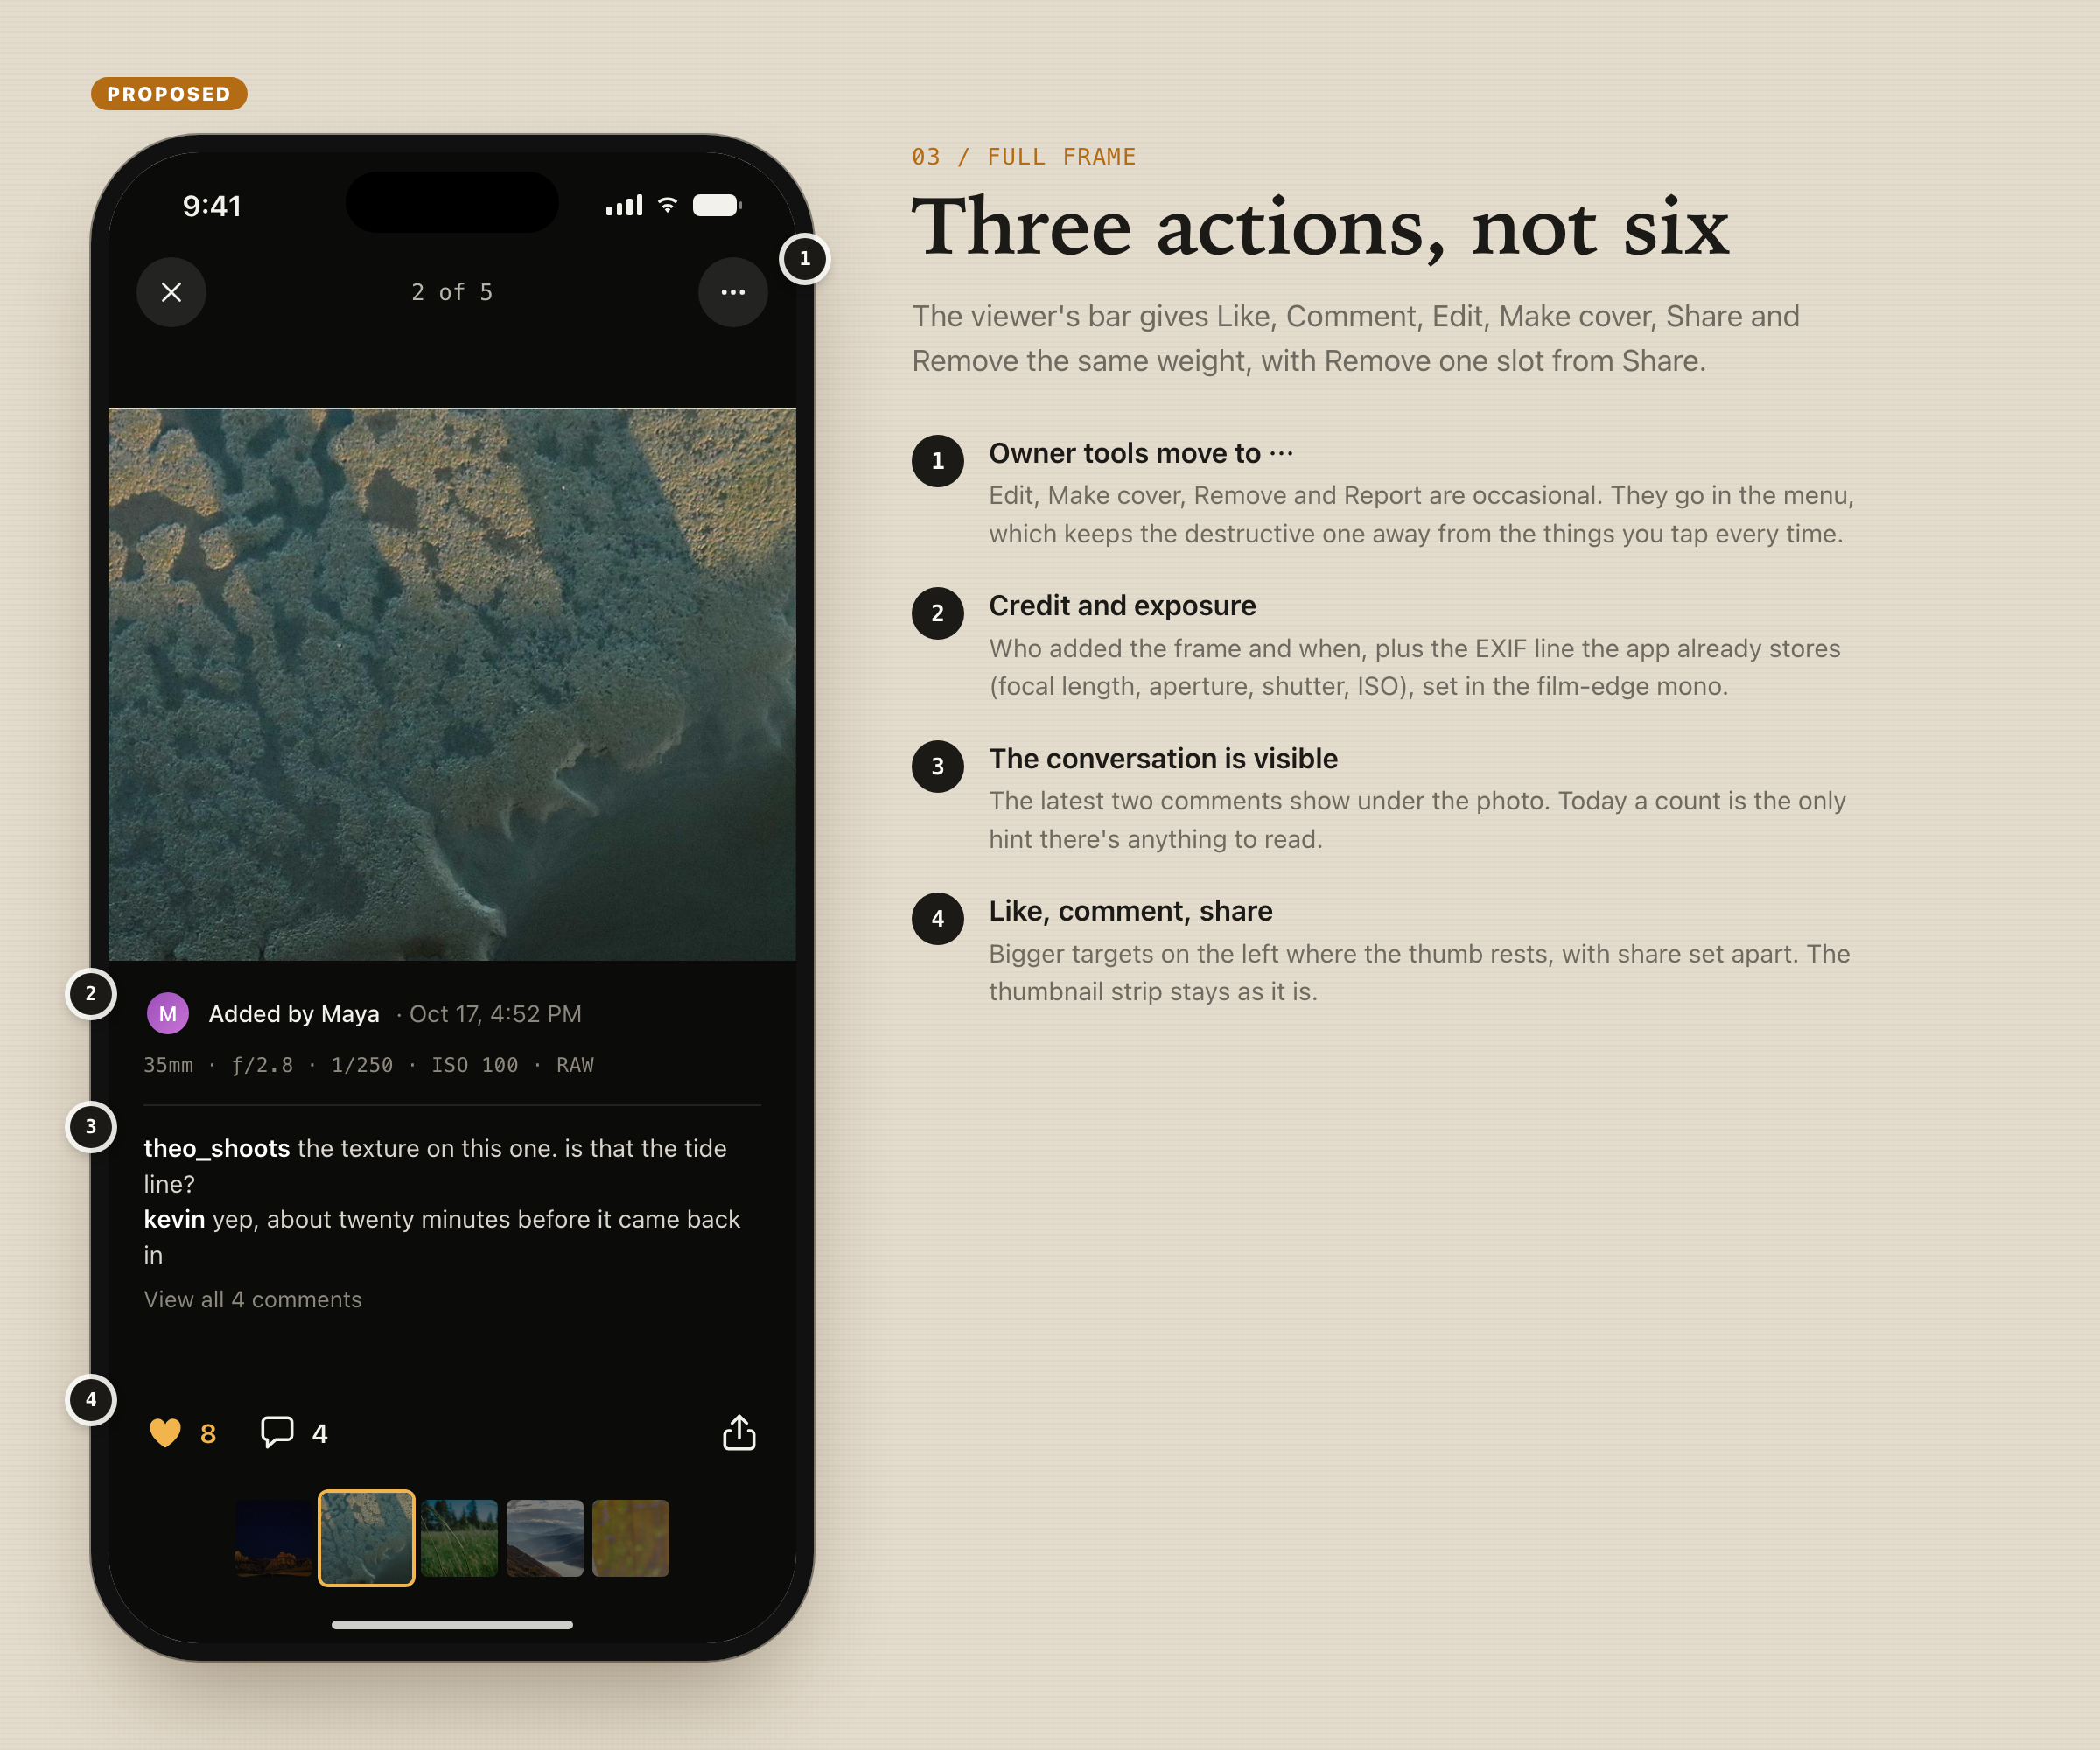 PROPOSED
9:41
2 of 5
1
2
M
Added by Maya · Oct 17, 4:52 PM
35mm · ƒ/2.8 · 1/250 · ISO 100 · RAW
3
theo_shoots the texture on this one. is that the tide
line?
kevin yep, about twenty minutes before it came back
in
View all 4 comments
4
8
4
03 / FULL FRAME
Three actions, not six
The viewer's bar gives Like, Comment, Edit, Make cover, Share and
Remove the same weight, with Remove one slot from Share.
1
Owner tools move to ⋯
Edit, Make cover, Remove and Report are occasional. They go in the menu,
which keeps the destructive one away from the things you tap every time.
2
Credit and exposure
Who added the frame and when, plus the EXIF line the app already stores
(focal length, aperture, shutter, ISO), set in the film-edge mono.
3
The conversation is visible
The latest two comments show under the photo. Today a count is the only
hint there's anything to read.
4
Like, comment, share
Bigger targets on the left where the thumb rests, with share set apart. The
thumbnail strip stays as it is.